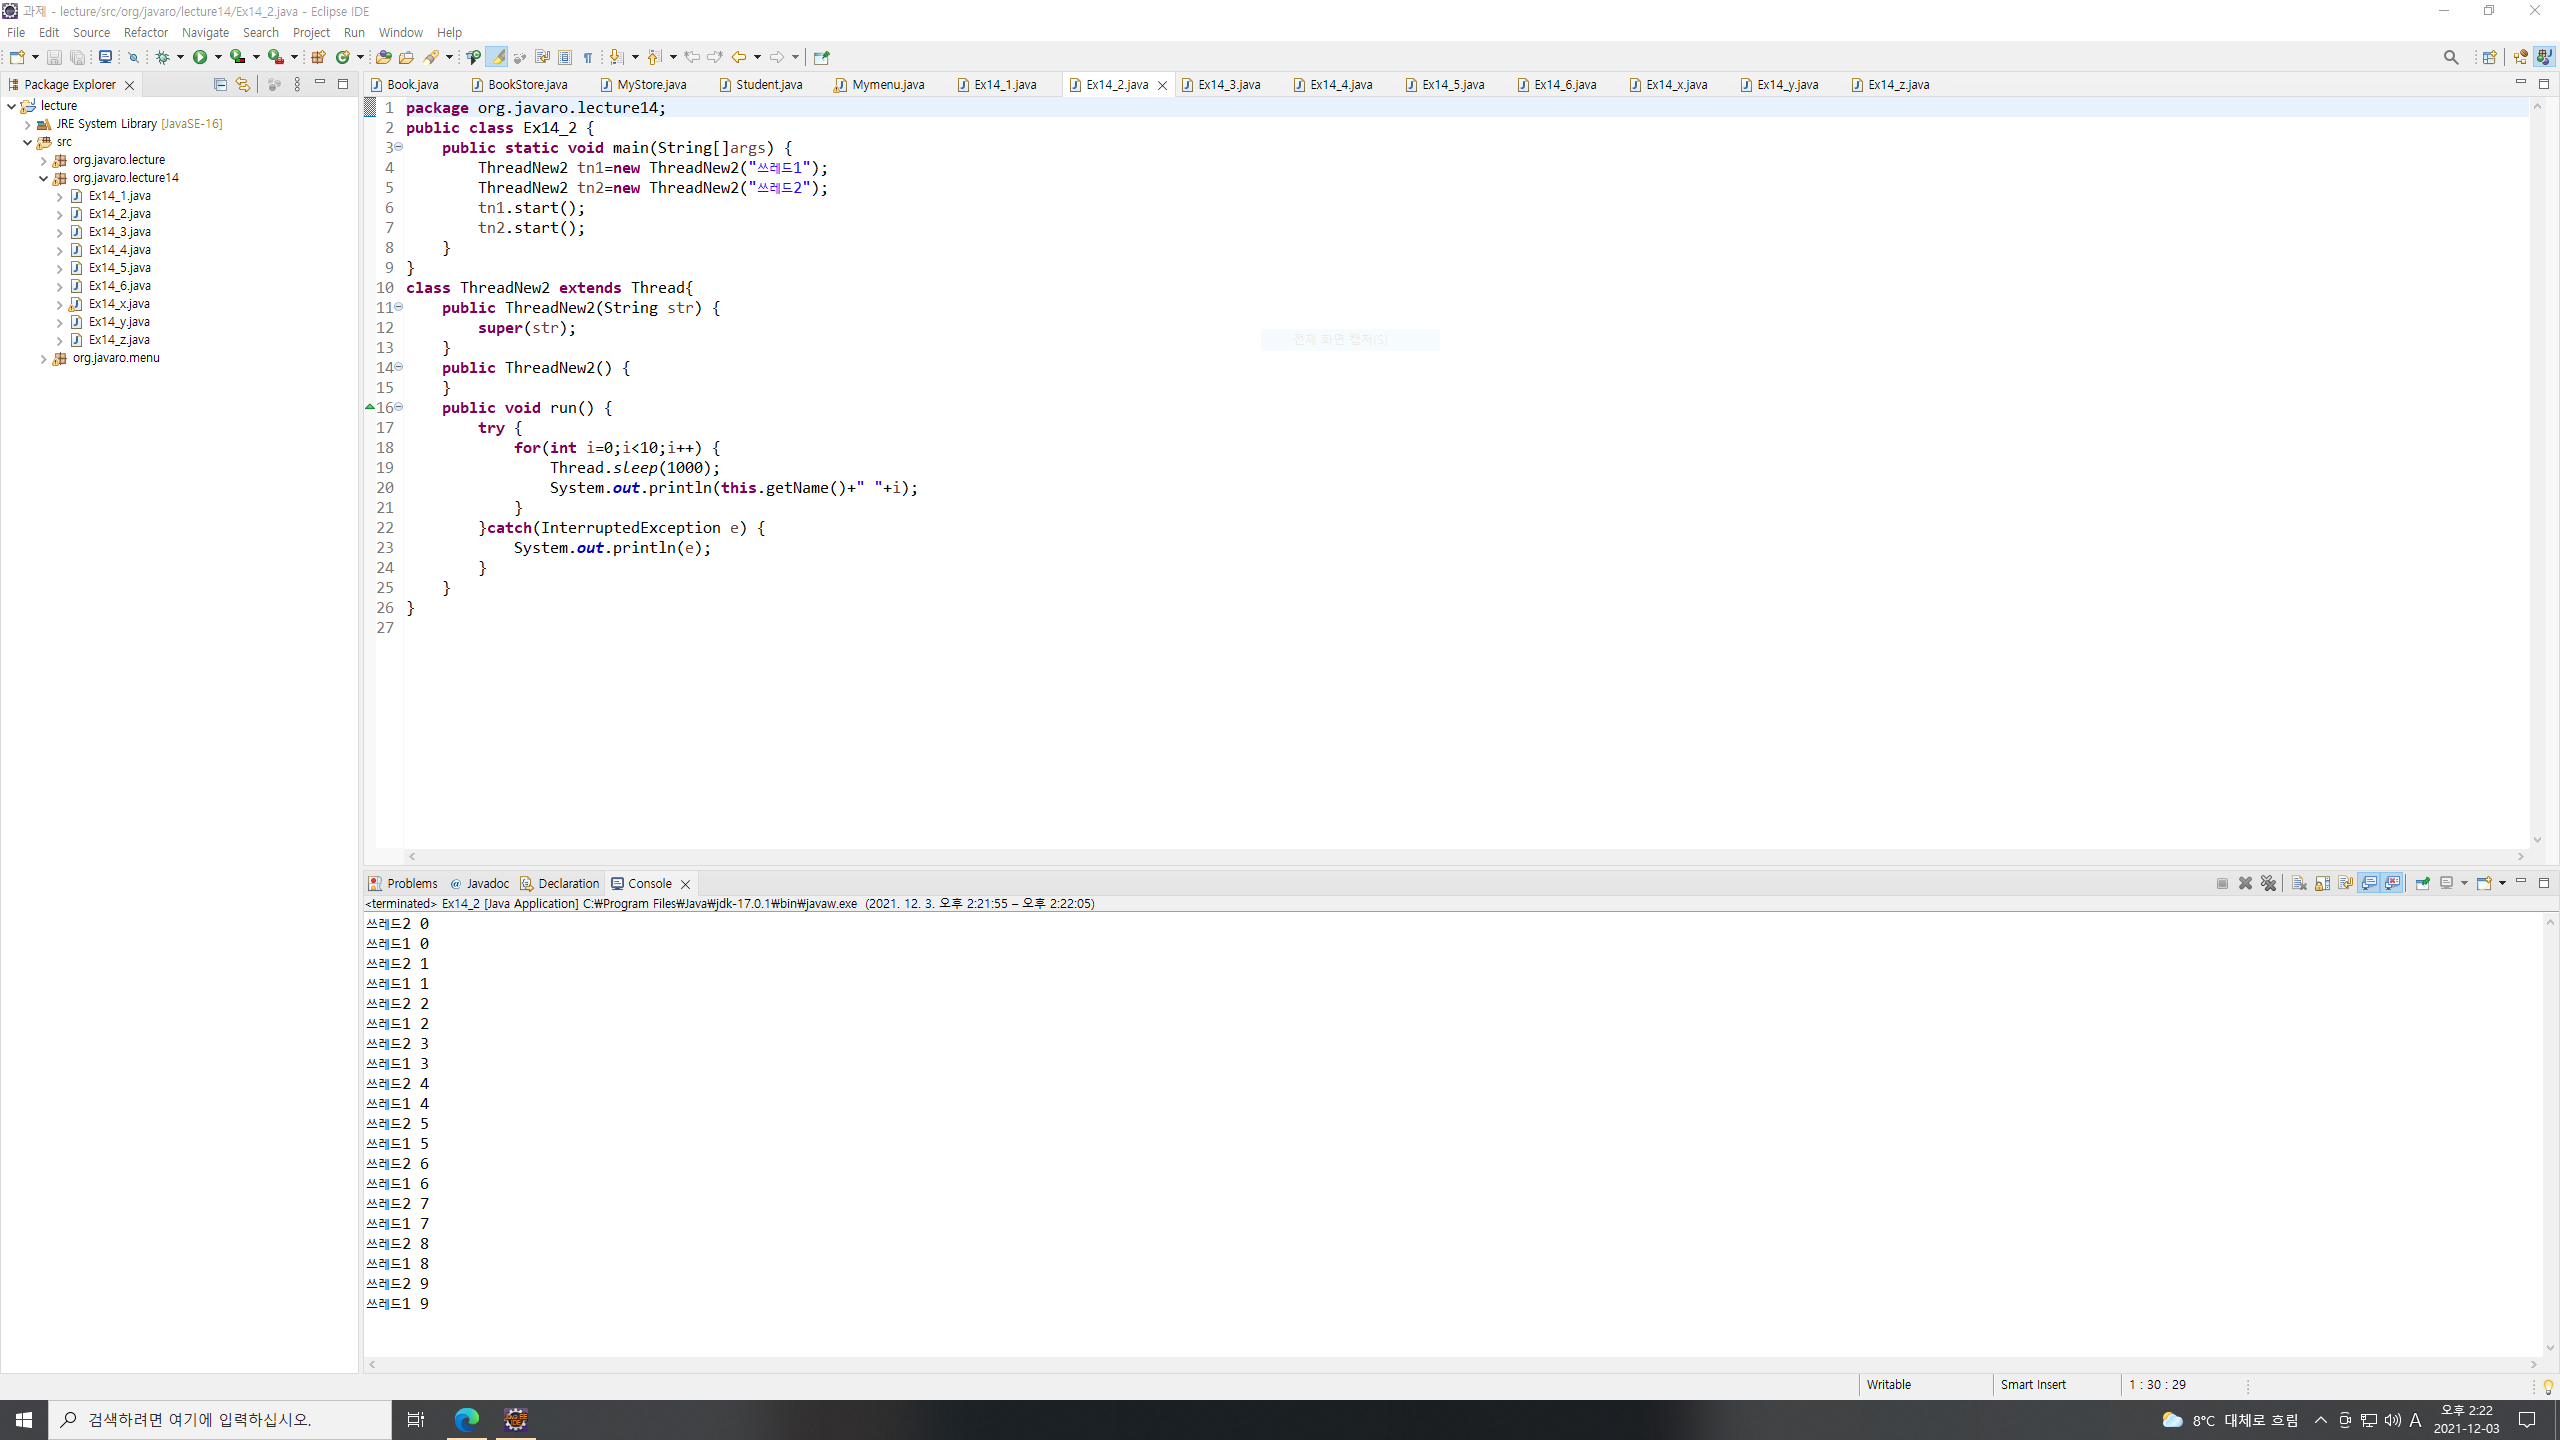 과제 - lecture/src/org/javaro/lecture14/Ex14_2.java - Eclipse IDE
File Edit Source Refactor Navigate Search Project Run Window Help
Package Explorer
Book.java BookStore.java MyStore.java Student.java Mymenu.java Ex14_1.java Ex14_2.java Ex14_3.java Ex14_4.java Ex14_5.java Ex14_6.java Ex14_x.java Ex14_y.java Ex14_z.java
lecture
JRE System Library [JavaSE-16]
src
org.javaro.lecture
org.javaro.lecture14
Ex14_1.java
Ex14_2.java
Ex14_3.java
Ex14_4.java
Ex14_5.java
Ex14_6.java
Ex14_x.java
Ex14_y.java
Ex14_z.java
org.javaro.menu
1 package org.javaro.lecture14;
2 public class Ex14_2 {
3 public static void main(String[]args) {
4 ThreadNew2 tn1=new ThreadNew2("쓰레드1");
5 ThreadNew2 tn2=new ThreadNew2("쓰레드2");
6 tn1.start();
7 tn2.start();
8 }
9 }
10 class ThreadNew2 extends Thread{
11 public ThreadNew2(String str) {
12 super(str);
13 }
14 public ThreadNew2() {
15 }
16 public void run() {
17 try {
18 for(int i=0;i<10;i++) {
19 Thread.sleep(1000);
20 System.out.println(this.getName()+" "+i);
21 }
22 }catch(InterruptedException e) {
23 System.out.println(e);
24 }
25 }
26 }
27
전체 화면 캡처(S)
Problems Javadoc Declaration Console
<terminated> Ex14_2 [Java Application] C:₩Program Files₩Java₩jdk-17.0.1₩bin₩javaw.exe (2021. 12. 3. 오후 2:21:55 – 오후 2:22:05)
쓰레드2 0
쓰레드1 0
쓰레드2 1
쓰레드1 1
쓰레드2 2
쓰레드1 2
쓰레드2 3
쓰레드1 3
쓰레드2 4
쓰레드1 4
쓰레드2 5
쓰레드1 5
쓰레드2 6
쓰레드1 6
쓰레드2 7
쓰레드1 7
쓰레드2 8
쓰레드1 8
쓰레드2 9
쓰레드1 9
Writable Smart Insert 1 : 30 : 29
검색하려면 여기에 입력하십시오.
8°C 대체로 흐림 A
오후 2:22
2021-12-03